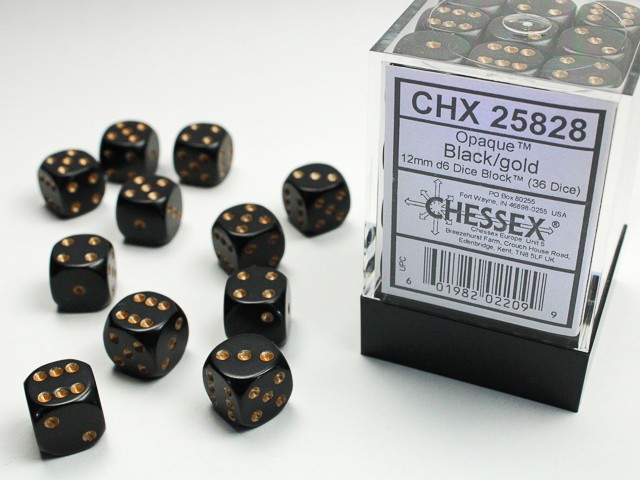 CHX 25828
Opaque™
Black/gold
12mm d6 Dice Block™ (36 Dice)
PO Box 80255
Fort Wayne, IN 46898-0255 USA
CHESSEX®
Chessex Europe Unit 5
Breezehurst Farm, Crouch House Road,
Edenbridge, Kent, TN8 5LF UK
UPC
6 01982 02209 9